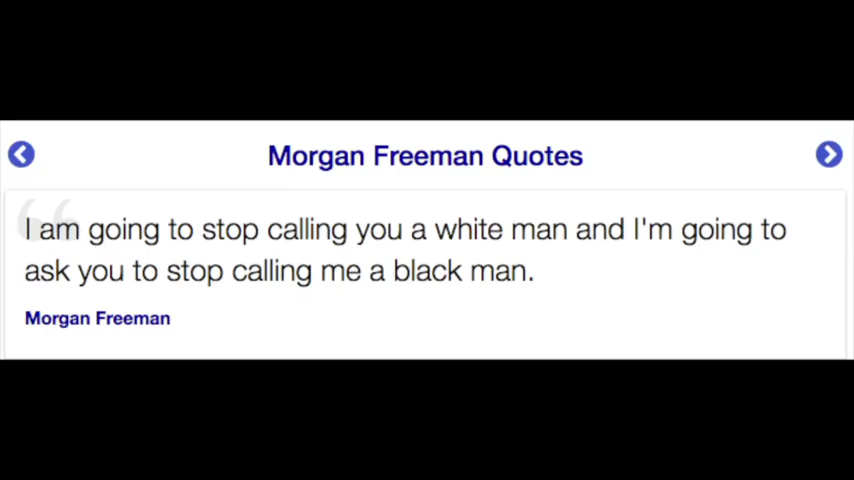 Morgan Freeman Quotes
I am going to stop calling you a white man and I'm going to
ask you to stop calling me a black man.
Morgan Freeman